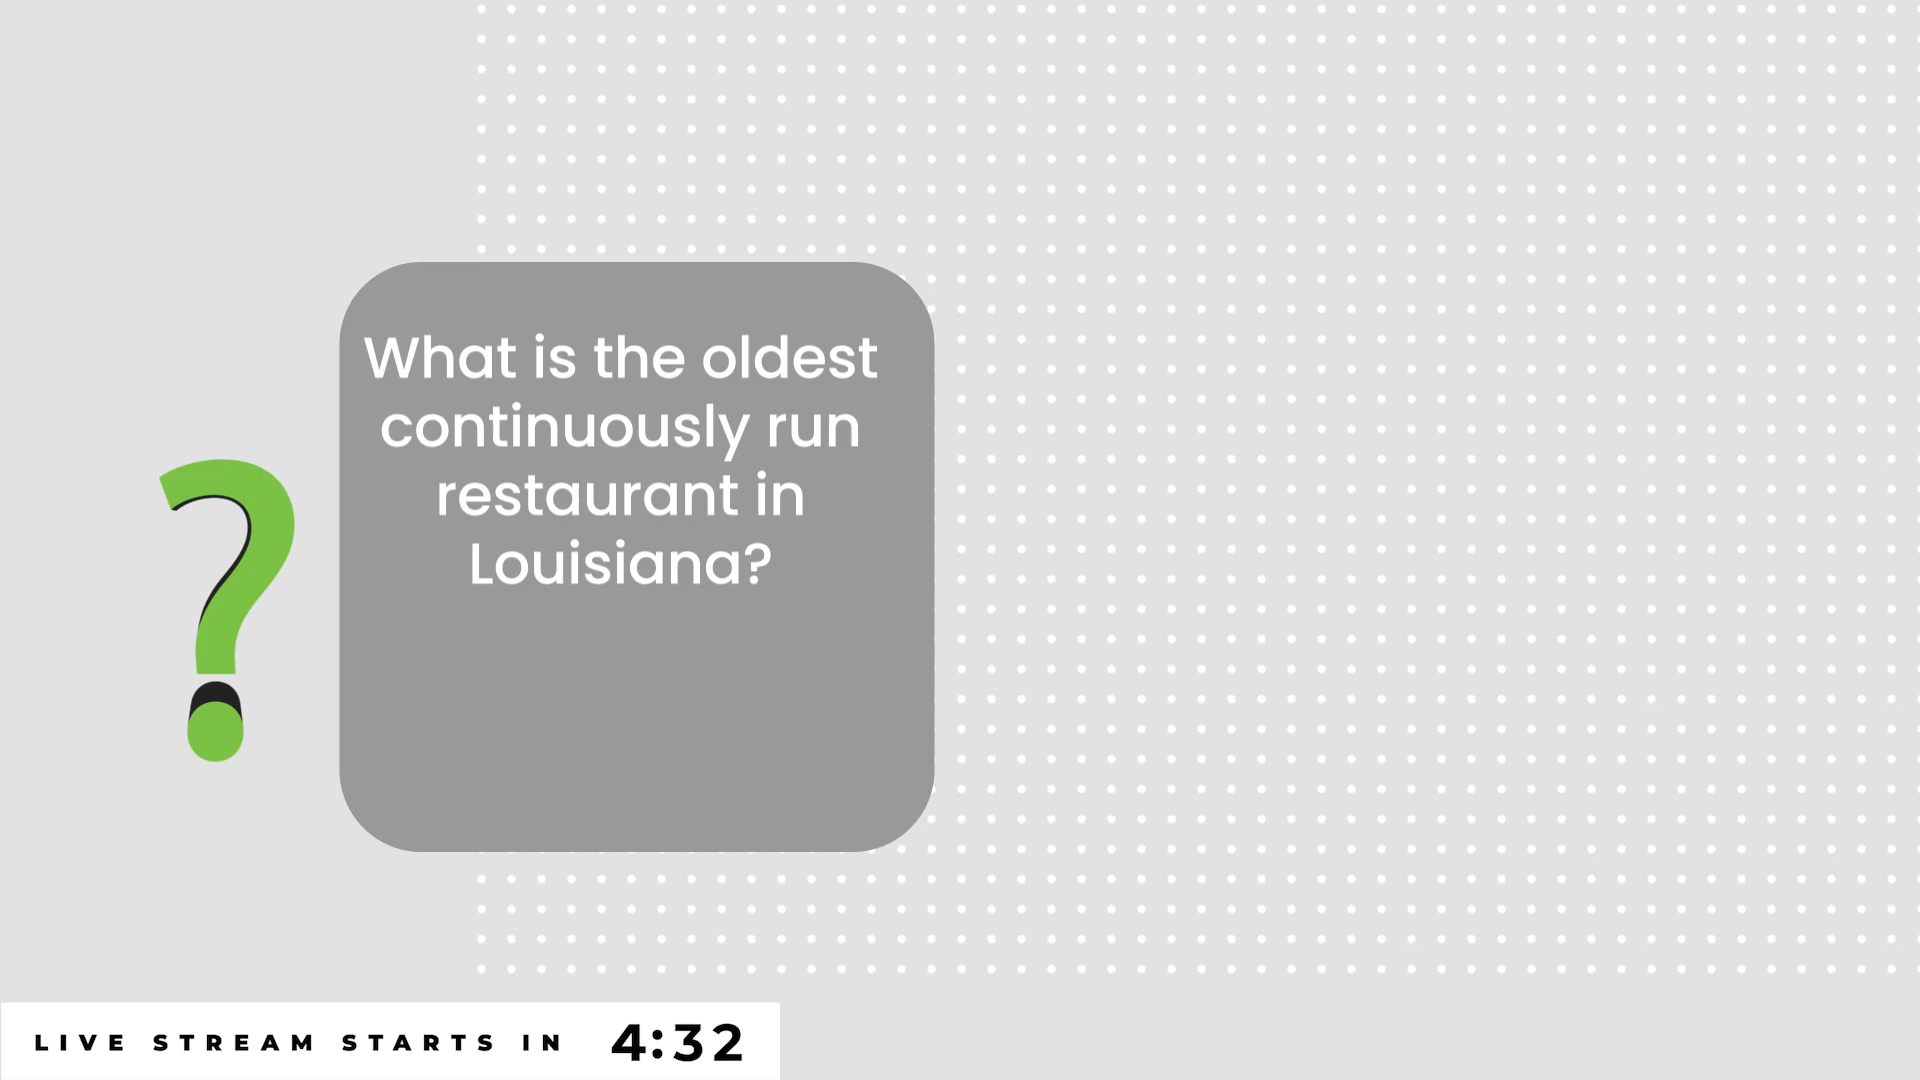 What is the oldest
continuously run
restaurant in
Louisiana?
?
LIVE STREAM STARTS IN 4:32